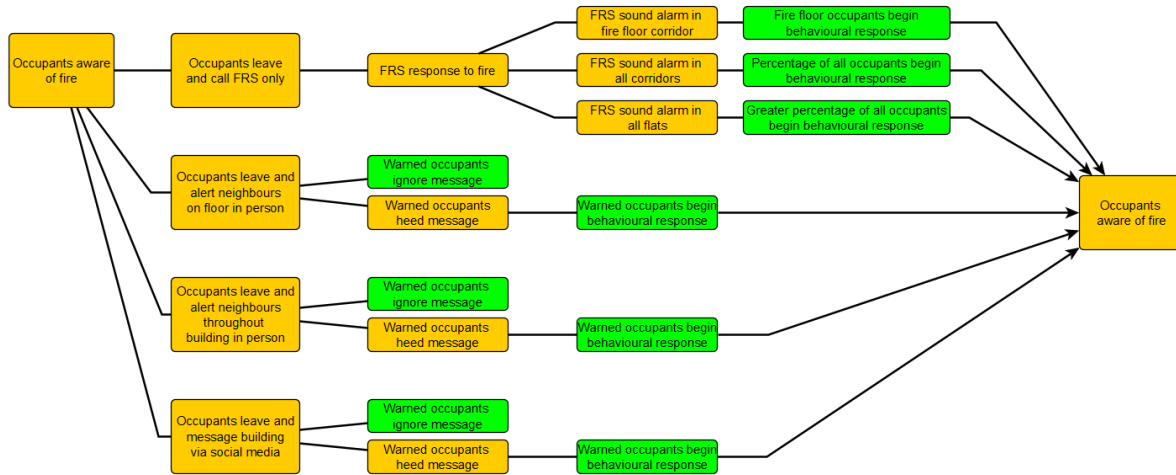 FRS sound alarm in
fire floor corridor
Fire floor occupants begin
behavioural response
Occupants aware
of fire
Occupants leave
and call FRS only
FRS response to fire
FRS sound alarm in
all corridors
Percentage of all occupants begin
behavioural response
FRS sound alarm in
all flats
Greater percentage of all occupants
begin behavioural response
Occupants leave and
alert neighbours
on floor in person
Warned occupants
ignore message
Warned occupants
heed message
Warned occupants begin
behavioural response
Occupants
aware of fire
Occupants leave and
alert neighbours
throughout
building in person
Warned occupants
ignore message
Warned occupants
heed message
Warned occupants begin
behavioural response
Occupants leave and
message building
via social media
Warned occupants
ignore message
Warned occupants
heed message
Warned occupants begin
behavioural response